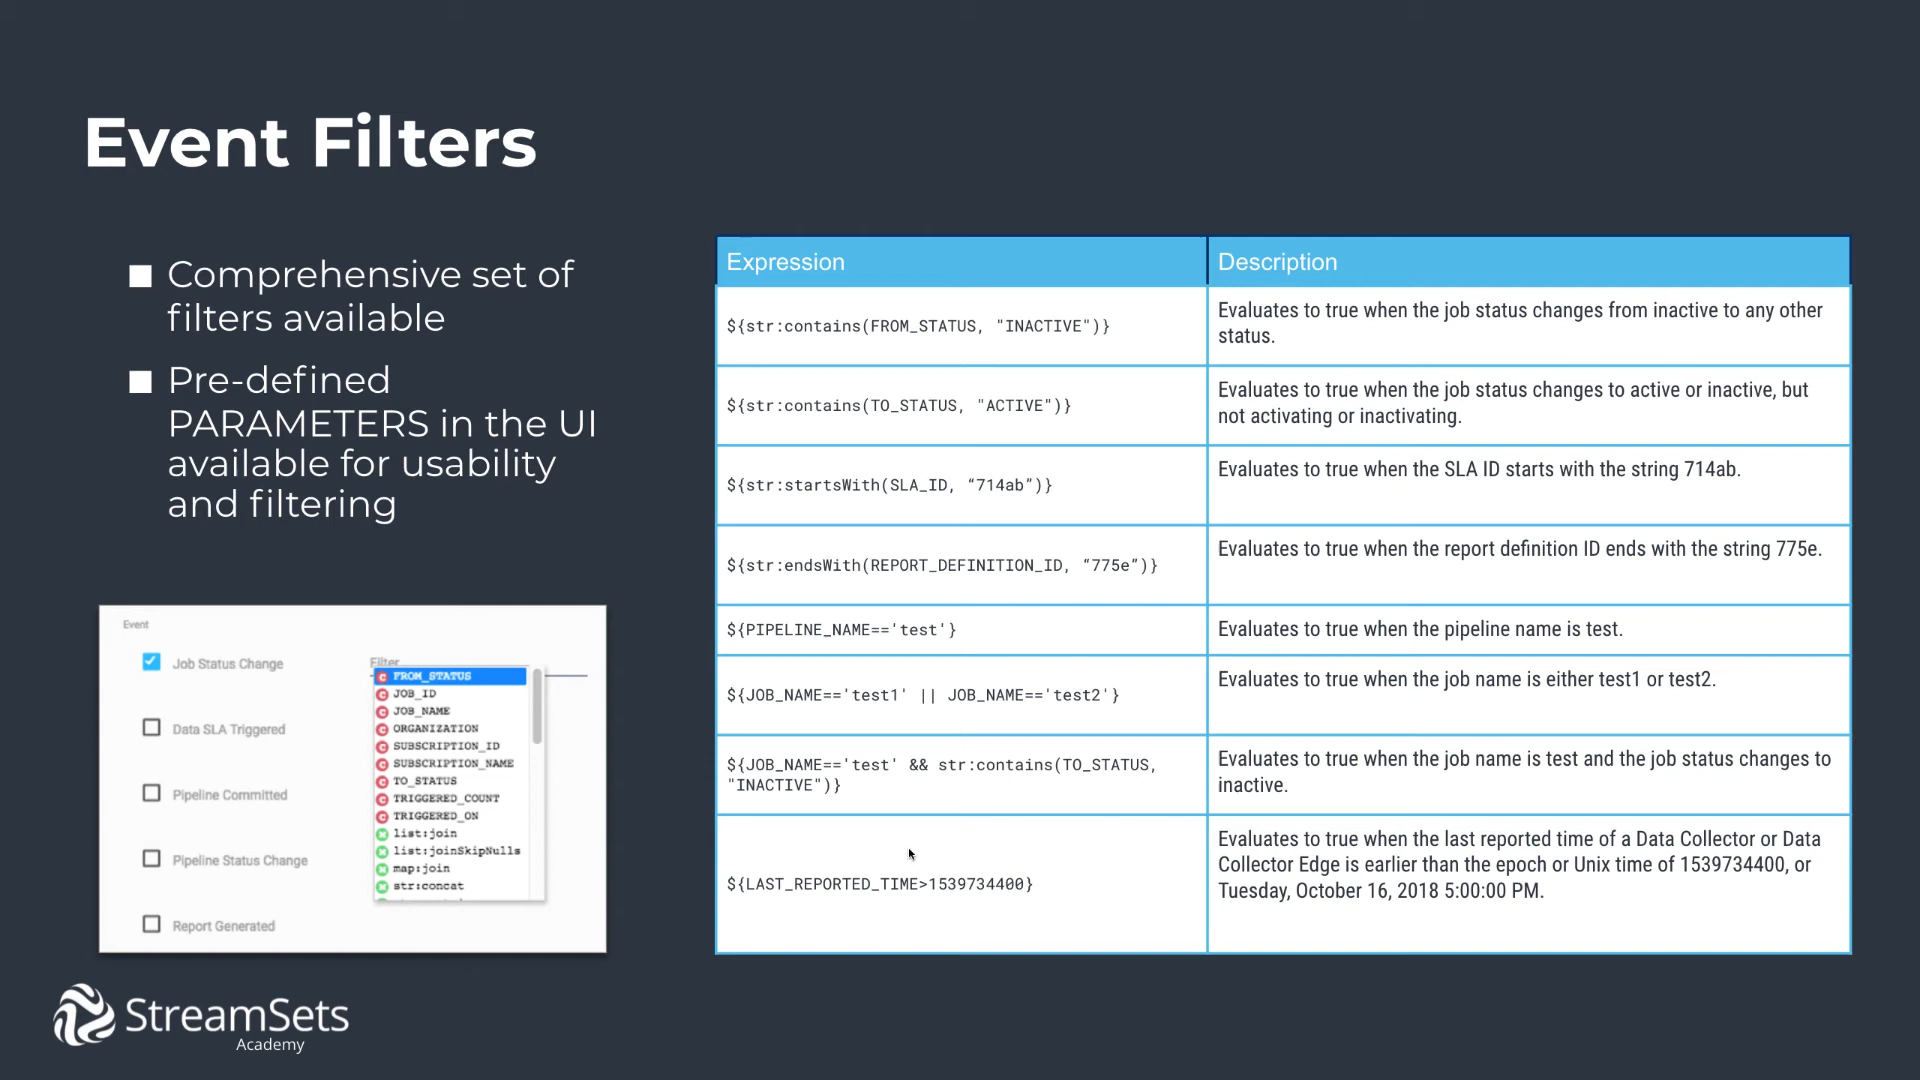 Event Filters
Comprehensive set of
filters available
Pre-defined
PARAMETERS in the UI
available for usability
and filtering
Event
Job Status Change
Data SLA Triggered
Pipeline Committed
Pipeline Status Change
Report Generated
Filter
FROM_STATUS
JOB_ID
JOB_NAME
ORGANIZATION
SUBSCRIPTION_ID
SUBSCRIPTION_NAME
TO_STATUS
TRIGGERED_COUNT
TRIGGERED_ON
list:join
list:joinSkipNulls
map:join
str:concat
Expression
Description
${str:contains(FROM_STATUS, "INACTIVE")}
Evaluates to true when the job status changes from inactive to any other
status.
${str:contains(TO_STATUS, "ACTIVE")}
Evaluates to true when the job status changes to active or inactive, but
not activating or inactivating.
${str:startsWith(SLA_ID, “714ab”)}
Evaluates to true when the SLA ID starts with the string 714ab.
${str:endsWith(REPORT_DEFINITION_ID, “775e”)}
Evaluates to true when the report definition ID ends with the string 775e.
${PIPELINE_NAME=='test'}
Evaluates to true when the pipeline name is test.
${JOB_NAME=='test1' || JOB_NAME=='test2'}
Evaluates to true when the job name is either test1 or test2.
${JOB_NAME=='test' && str:contains(TO_STATUS,
"INACTIVE")}
Evaluates to true when the job name is test and the job status changes to
inactive.
${LAST_REPORTED_TIME>1539734400}
Evaluates to true when the last reported time of a Data Collector or Data
Collector Edge is earlier than the epoch or Unix time of 1539734400, or
Tuesday, October 16, 2018 5:00:00 PM.
StreamSets
Academy